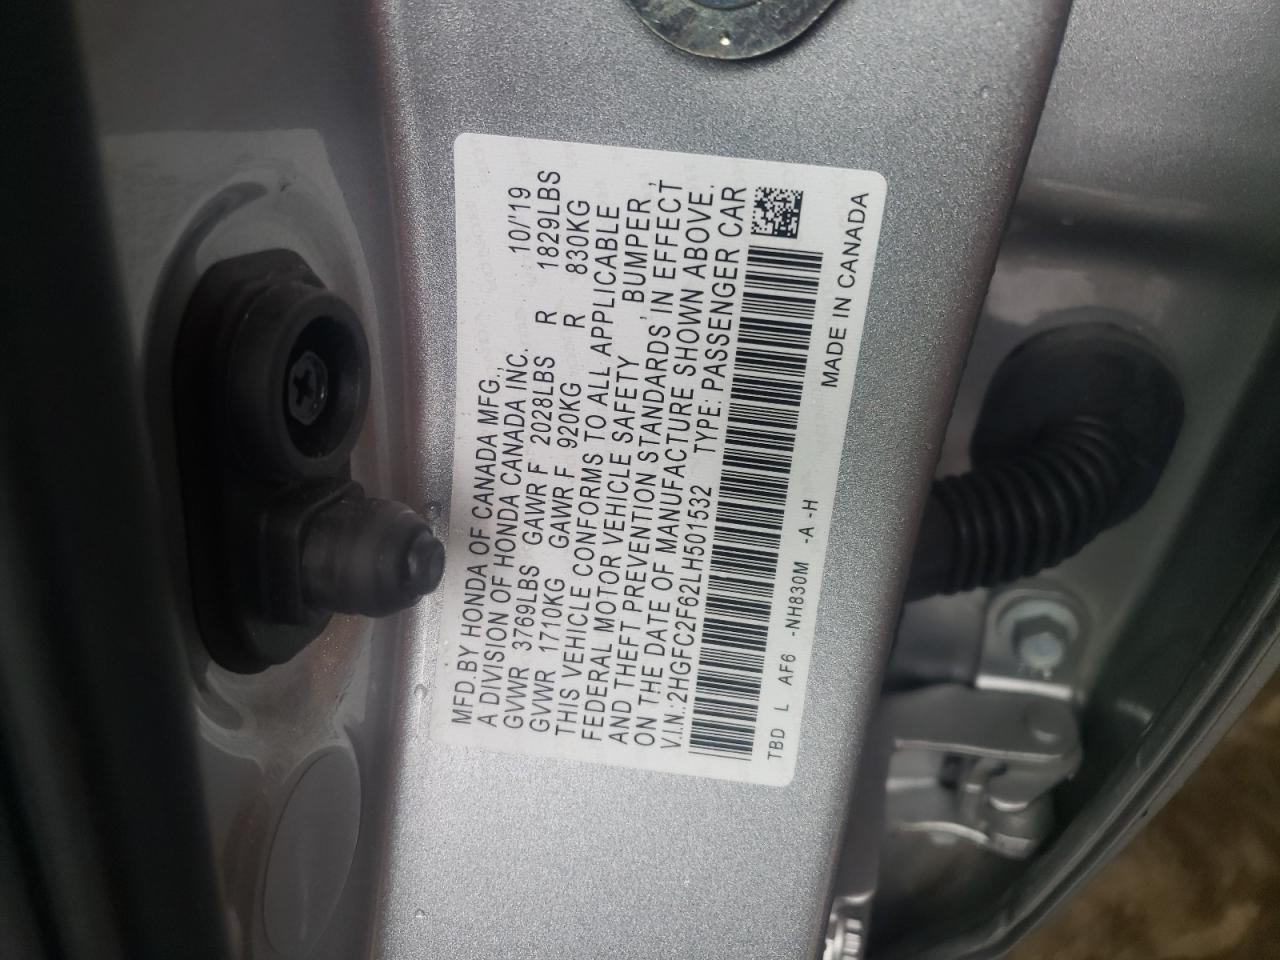 MFD.BY HONDA OF CANADA MFG., 10/'19
A DIVISION OF HONDA CANADA INC.
GVWR 3769LBS GAWR F 2028LBS R 1829LBS
GVWR 1710KG GAWR F 920KG R 830KG
THIS VEHICLE CONFORMS TO ALL APPLICABLE
FEDERAL MOTOR VEHICLE SAFETY , BUMPER ,
AND THEFT PREVENTION STANDARDS IN EFFECT
ON THE DATE OF MANUFACTURE SHOWN ABOVE.
V.I.N.:2HGFC2F62LH501532 TYPE: PASSENGER CAR
TBD L AF6 -NH830M -A -H MADE IN CANADA